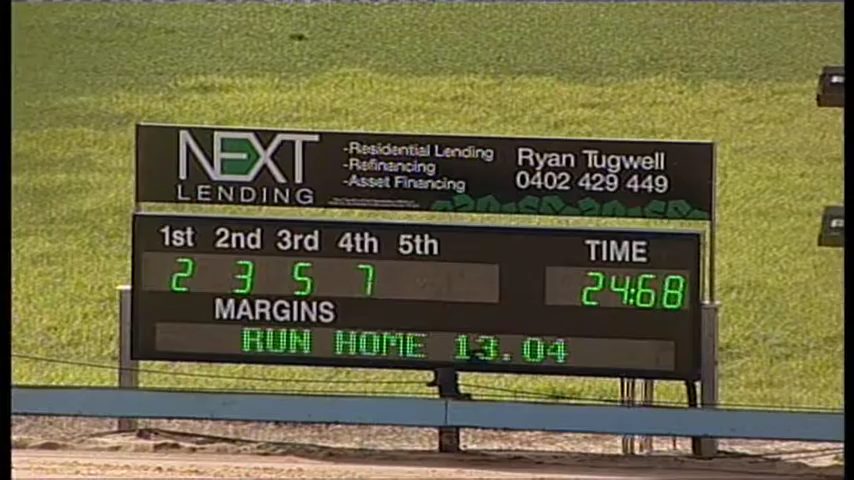 NEXT
LENDING
-Residential Lending
-Refinancing
-Asset Financing
Ryan Tugwell
0402 429 449
1st 2nd 3rd 4th 5th TIME
2 3 5 7 24:68
MARGINS
RUN HOME 13.04